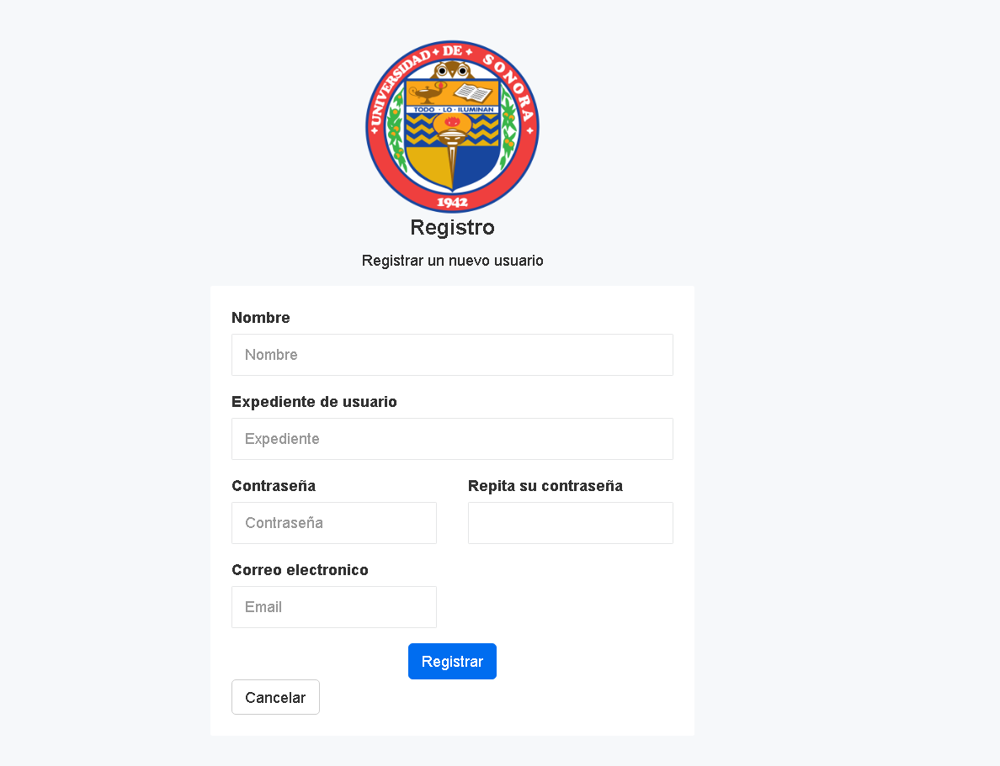 UNIVERSIDAD DE SONORA
TODO · LO · ILUMINAN
1942
Registro
Registrar un nuevo usuario
Nombre
Nombre
Expediente de usuario
Expediente
Contraseña Repita su contraseña
Contraseña
Correo electronico
Email
Registrar
Cancelar